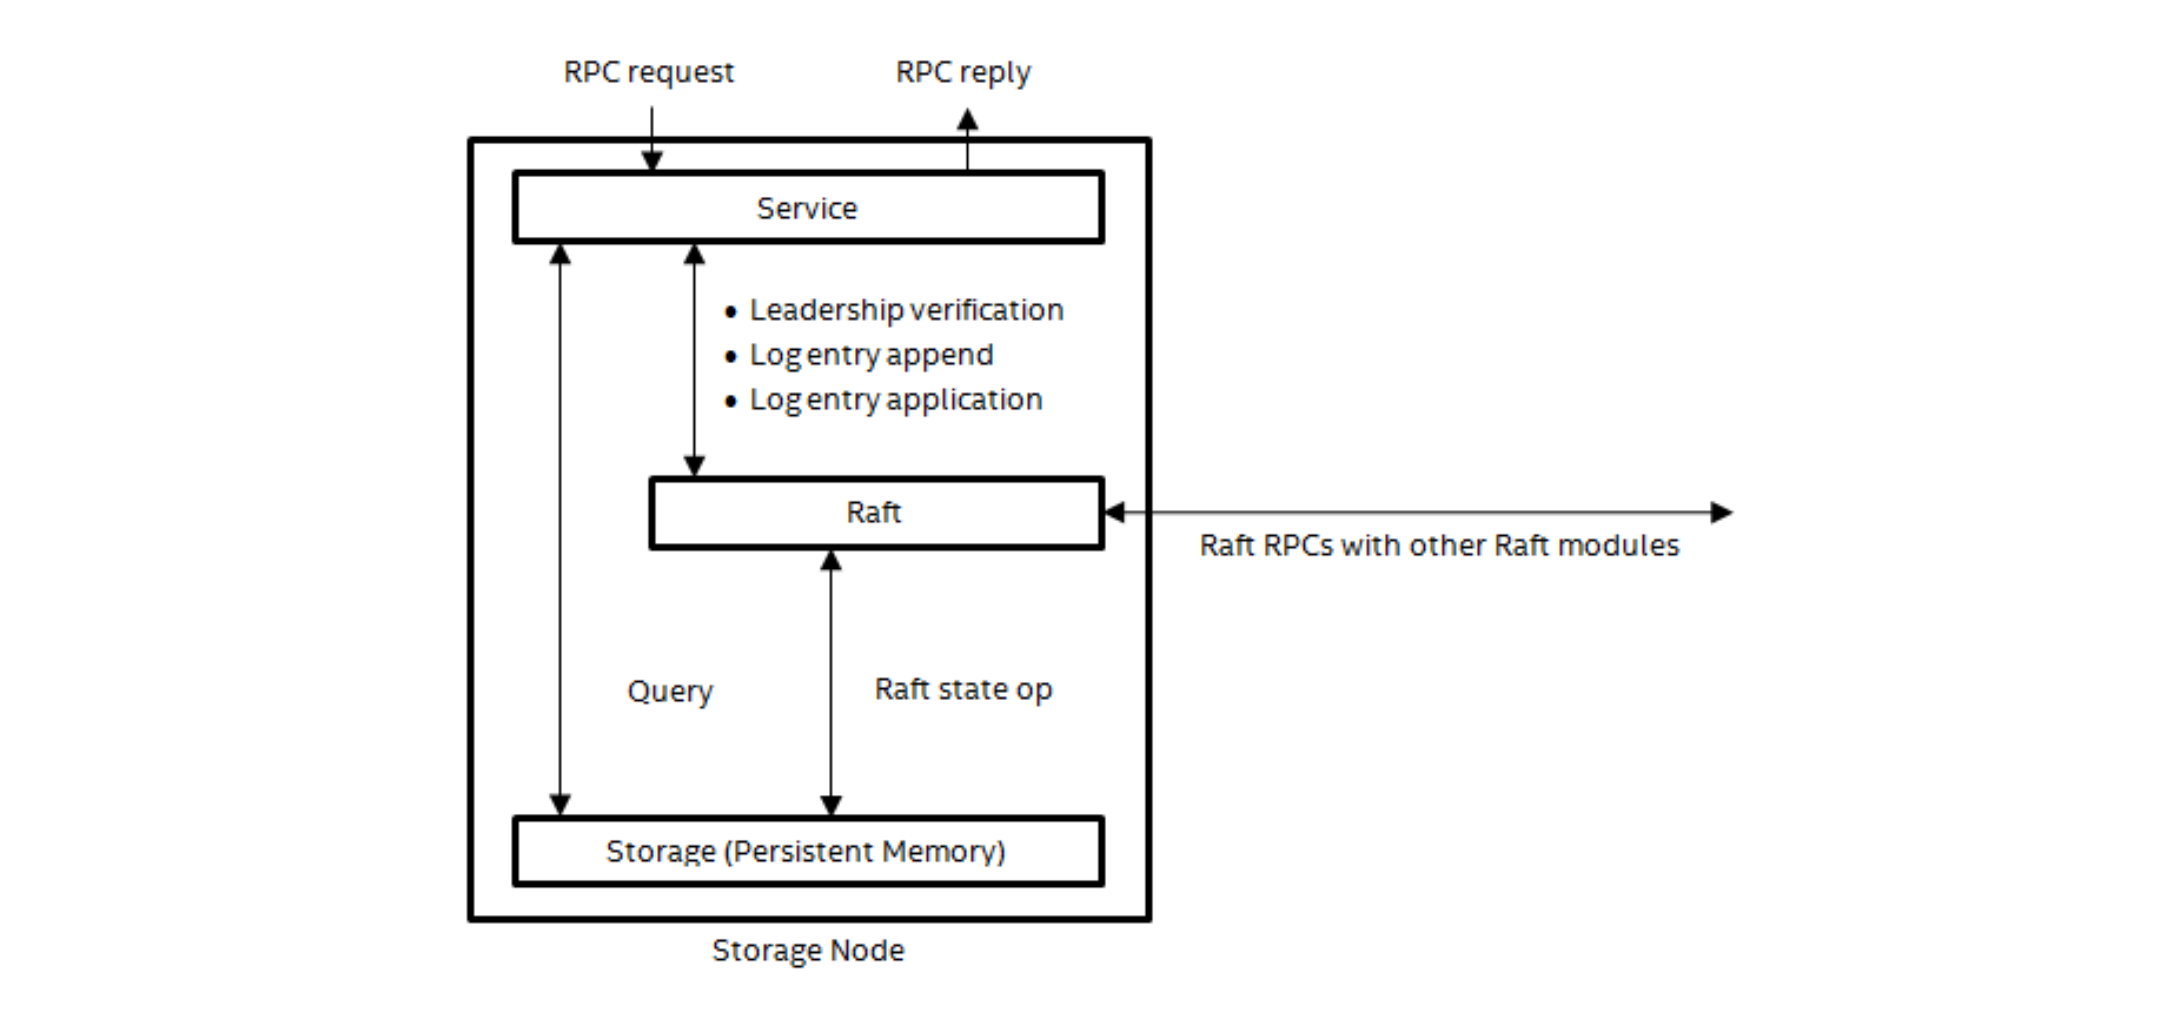 RPC request
RPC reply
Service
• Leadership verification
• Log entry append
• Log entry application
Raft
Raft RPCs with other Raft modules
Query
Raft state op
Storage (Persistent Memory)
Storage Node